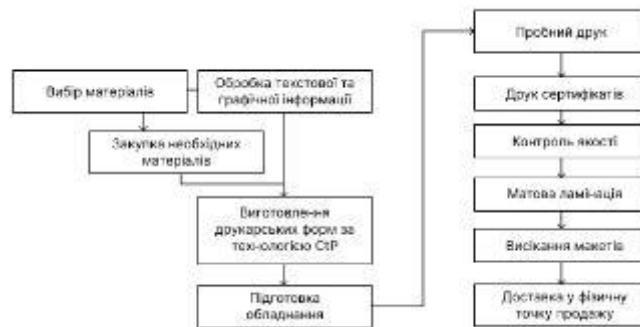 Вибір матеріалів
Обробка текстової та
графічної інформації
Закупка необхідних
матеріалів
Виготовлення
друкарських форм за
технологією CtP
Підготовка
обладнання
Пробний друк
Друк сертифікатів
Контроль якості
Матова ламінація
Висікання макетів
Доставка у фізичну
точку продажу